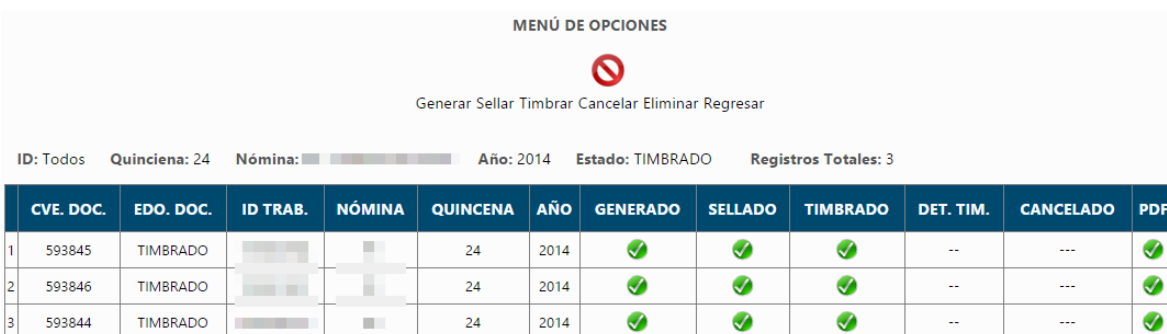 MENÚ DE OPCIONES
Generar Sellar Timbrar Cancelar Eliminar Regresar
ID: Todos Quinciena: 24 Nómina: Año: 2014 Estado: TIMBRADO Registros Totales: 3
CVE. DOC. EDO. DOC. ID TRAB. NÓMINA QUINCENA AÑO GENERADO SELLADO TIMBRADO DET. TIM. CANCELADO PDF
1 593845 TIMBRADO 24 2014 -- ---
2 593846 TIMBRADO 24 2014 -- ---
3 593844 TIMBRADO 24 2014 -- ---